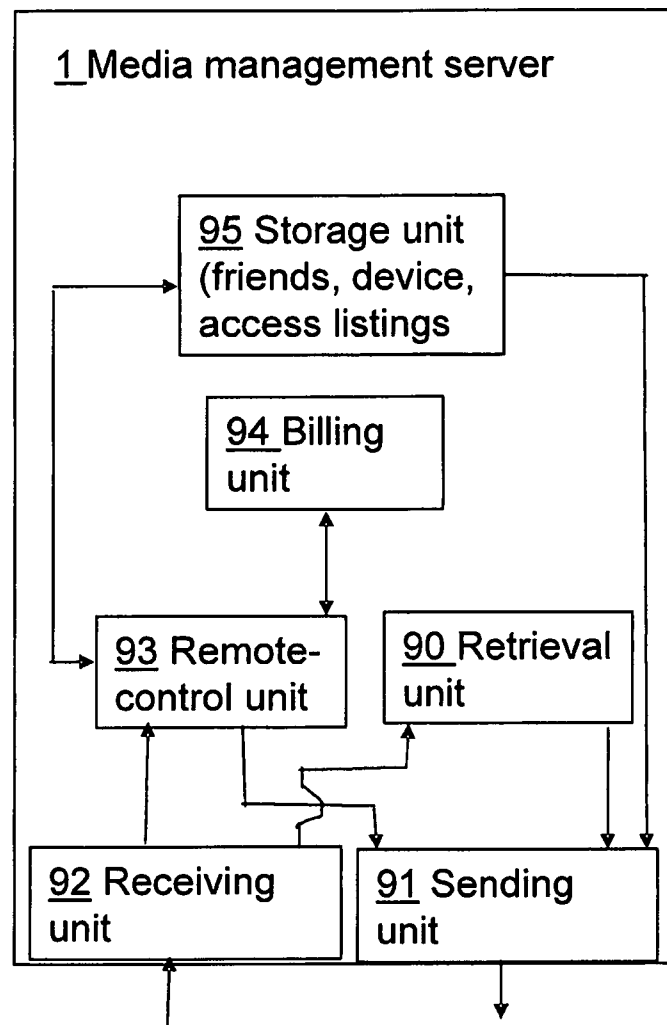 1 Media management server
95 Storage unit
(friends, device,
access listings
94 Billing
unit
93 Remote-
control unit
90 Retrieval
unit
92 Receiving
unit
91 Sending
unit